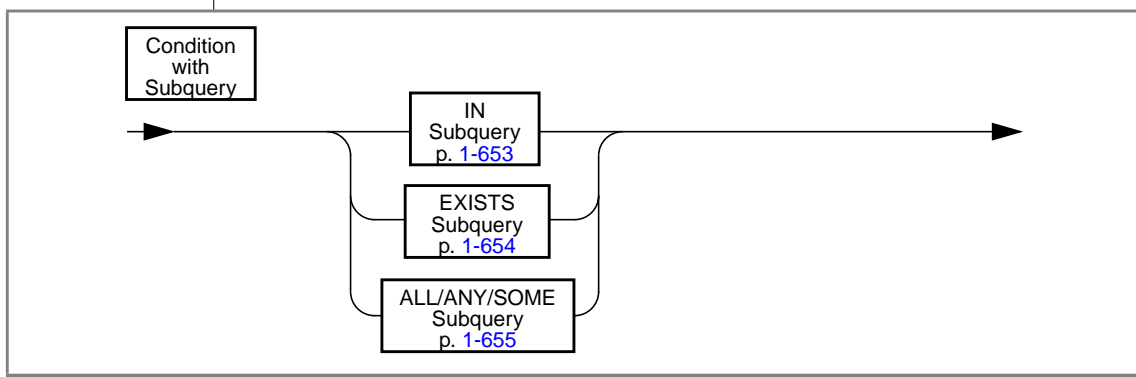 Condition
with
Subquery
IN
Subquery
p. 1-653
EXISTS
Subquery
p. 1-654
ALL/ANY/SOME
Subquery
p. 1-655